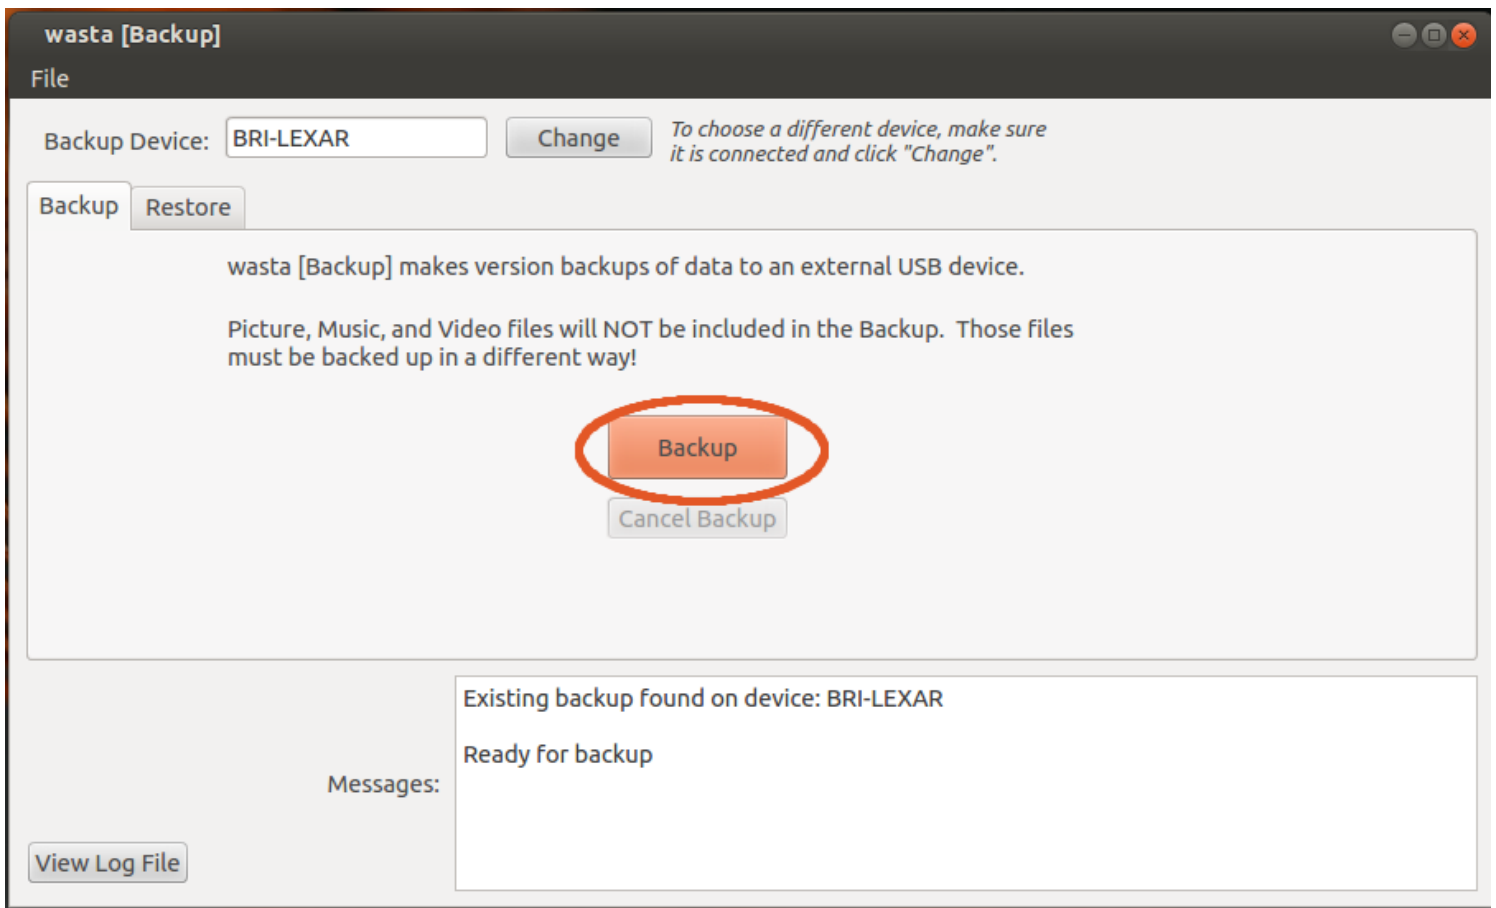 wasta [Backup]
File
Backup Device: BRI-LEXAR Change To choose a different device, make sure
it is connected and click "Change".
Backup Restore
wasta [Backup] makes version backups of data to an external USB device.
Picture, Music, and Video files will NOT be included in the Backup. Those files
must be backed up in a different way!
Backup
Cancel Backup
Existing backup found on device: BRI-LEXAR
Ready for backup
Messages:
View Log File